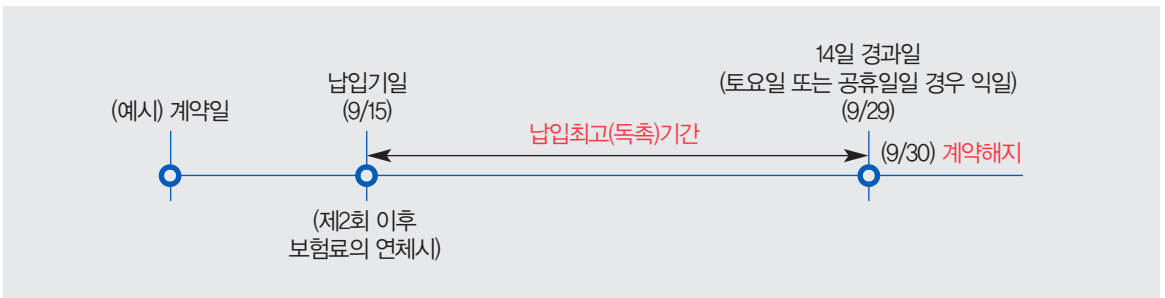 (예시) 계약일
납입기일
(9/15)
(제2회 이후
보험료의 연체시)
납입최고(독촉)기간
14일 경과일
(토요일 또는 공휴일일 경우 익일)
(9/29)
(9/30) 계약해지